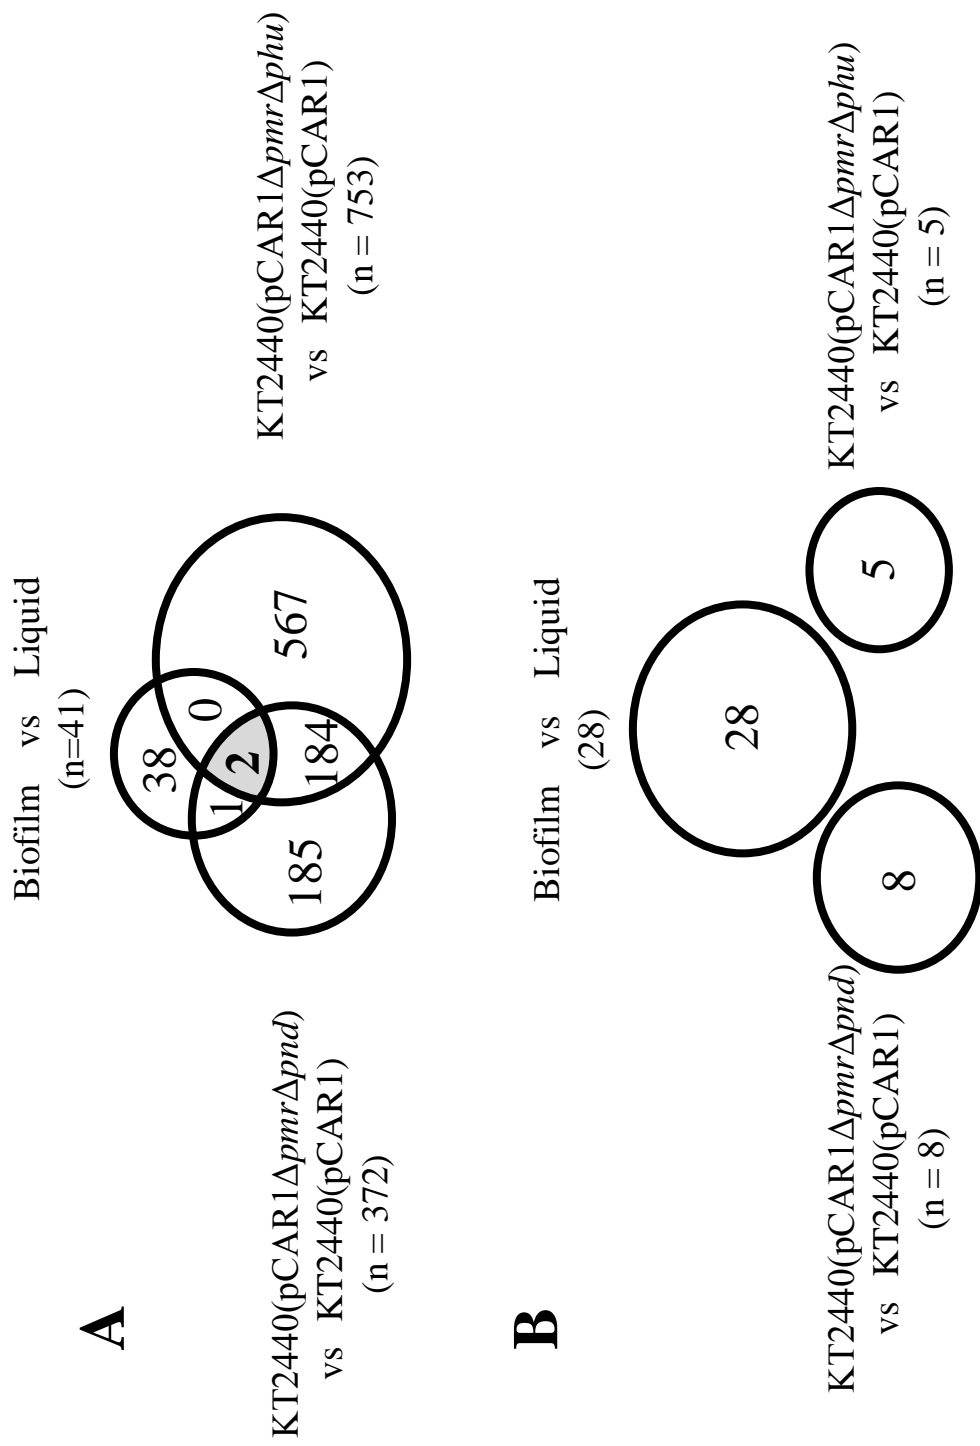 A
Biofilm vs Liquid
(n=41)
38
1
0
2
185
184
567
KT2440(pCAR1ΔpmrΔpnd)
vs KT2440(pCAR1)
(n = 372)
KT2440(pCAR1ΔpmrΔphu)
vs KT2440(pCAR1)
(n = 753)
B
Biofilm vs Liquid
(28)
28
8
5
KT2440(pCAR1ΔpmrΔpnd)
vs KT2440(pCAR1)
(n = 8)
KT2440(pCAR1ΔpmrΔphu)
vs KT2440(pCAR1)
(n = 5)